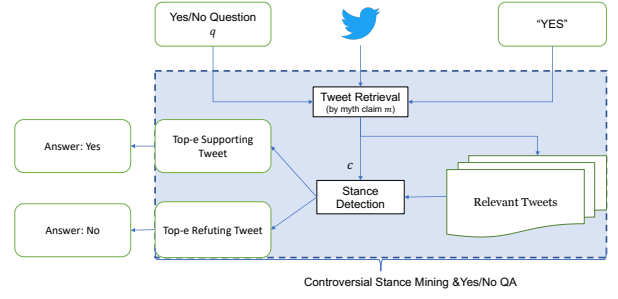 Yes/No Question
q
“YES”
Tweet Retrieval
(by myth claim m)
Answer: Yes
Top-e Supporting
Tweet
c
Stance
Detection
Relevant Tweets
Answer: No
Top-e Refuting Tweet
Controversial Stance Mining &Yes/No QA